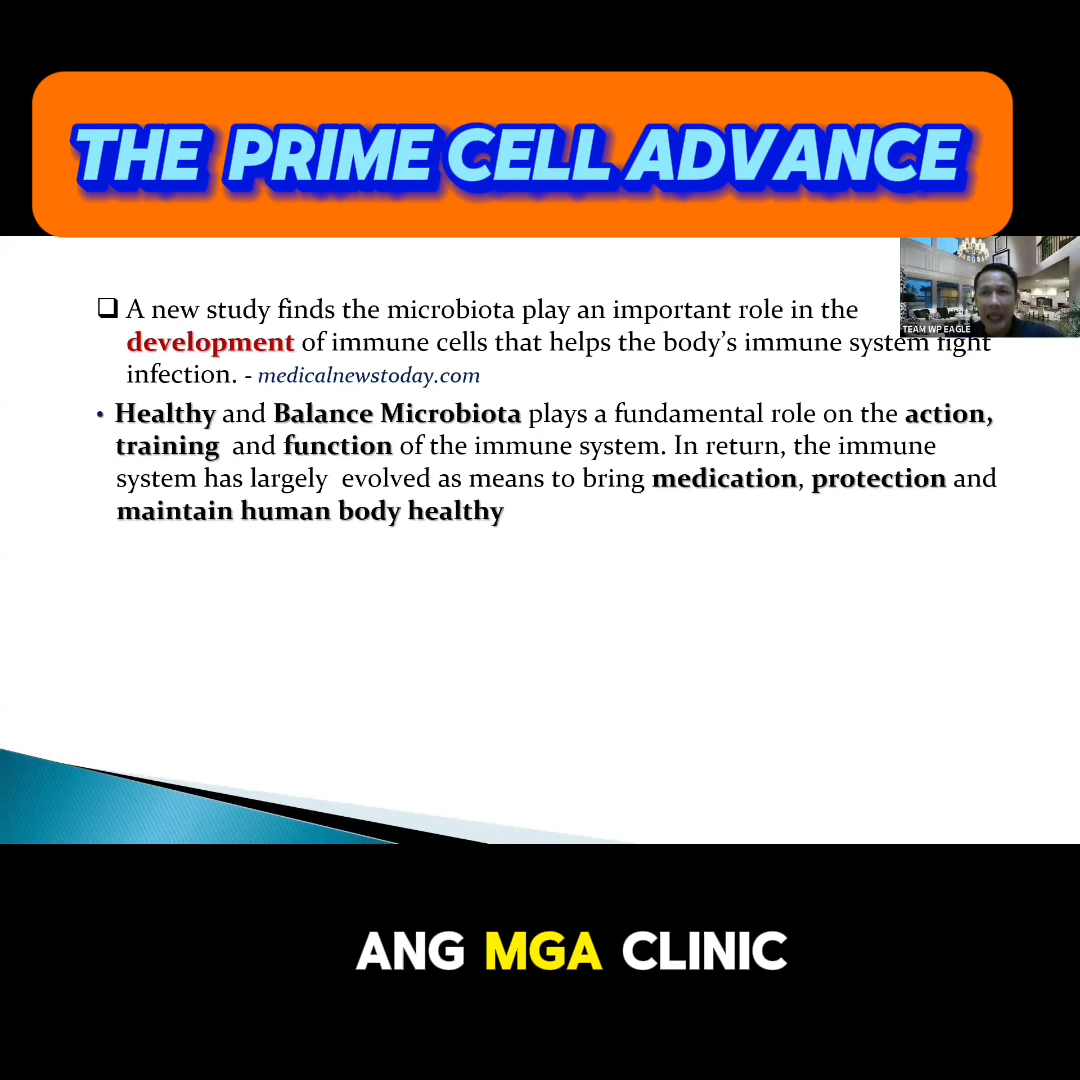 THE PRIME CELL ADVANCE
❑ A new study finds the microbiota play an important role in the
development of immune cells that helps the body's immune system fight
infection. - medicalnewstoday.com
• Healthy and Balance Microbiota plays a fundamental role on the action,
training and function of the immune system. In return, the immune
system has largely evolved as means to bring medication, protection and
maintain human body healthy
TEAM WP EAGLE
ANG MGA CLINIC